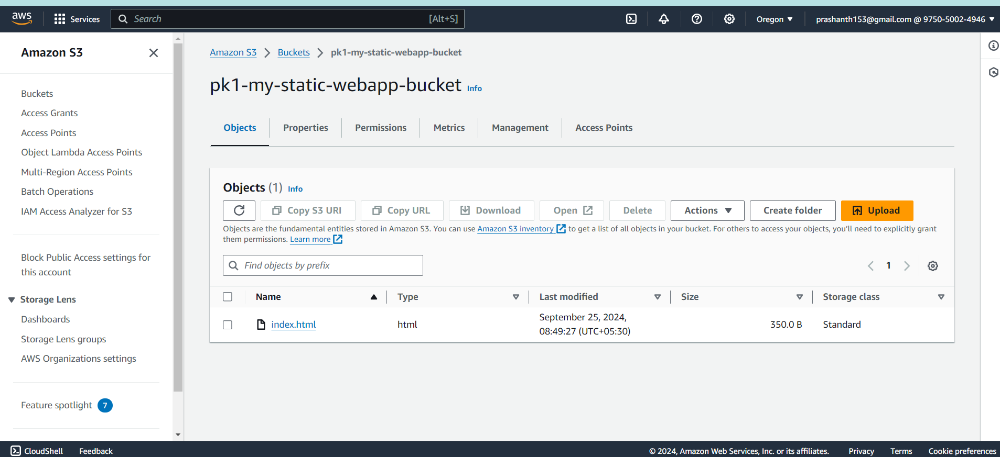 aws
Services
Search [Alt+S]
Oregon
prashanth153@gmail.com @ 9750-5002-4946
Amazon S3
Buckets
Access Grants
Access Points
Object Lambda Access Points
Multi-Region Access Points
Batch Operations
IAM Access Analyzer for S3
Block Public Access settings for
this account
Storage Lens
Dashboards
Storage Lens groups
AWS Organizations settings
Feature spotlight 7
Amazon S3 Buckets pk1-my-static-webapp-bucket
pk1-my-static-webapp-bucket Info
Objects Properties Permissions Metrics Management Access Points
Objects (1) Info
Copy S3 URI Copy URL Download Open Delete Actions Create folder Upload
Objects are the fundamental entities stored in Amazon S3. You can use Amazon S3 inventory to get a list of all objects in your bucket. For others to access your objects, you'll need to explicitly grant
them permissions. Learn more
Find objects by prefix
1
Name Type Last modified Size Storage class
index.html html September 25, 2024, 350.0 B Standard
08:49:27 (UTC+05:30)
CloudShell Feedback © 2024, Amazon Web Services, Inc. or its affiliates. Privacy Terms Cookie preferences